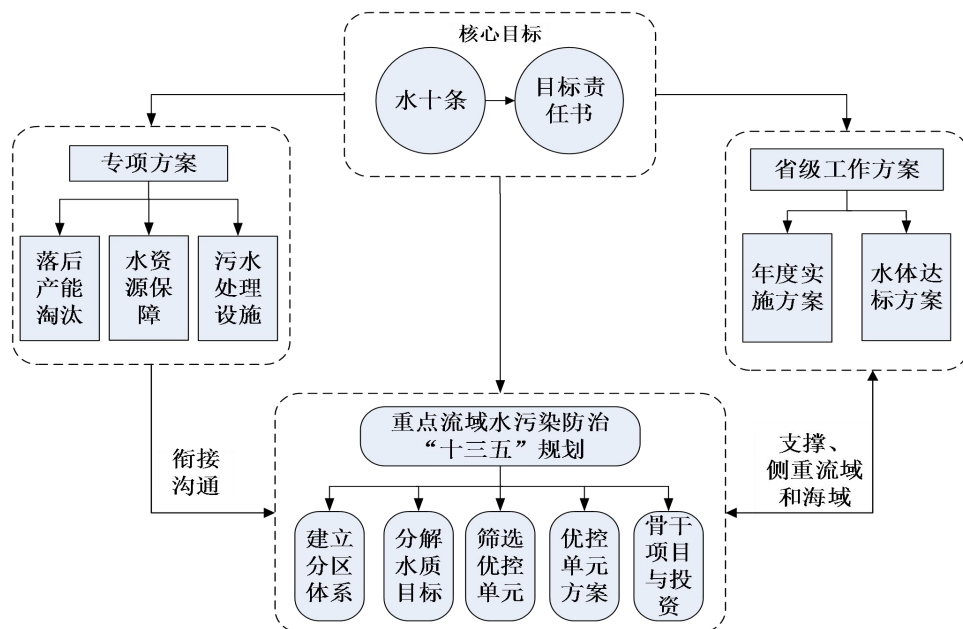 核心目标
水十条
目标责
任书
专项方案
落后
产能
淘汰
水资
源保
障
污水
处理
设施
省级工作方案
年度实
施方案
水体达
标方案
衔接
沟通
重点流域水污染防治
“十三五”规划
支撑、
侧重流域
和海域
建立
分区
体系
分解
水质
目标
筛选
优控
单元
优控
单元
方案
骨干
项目
与投
资